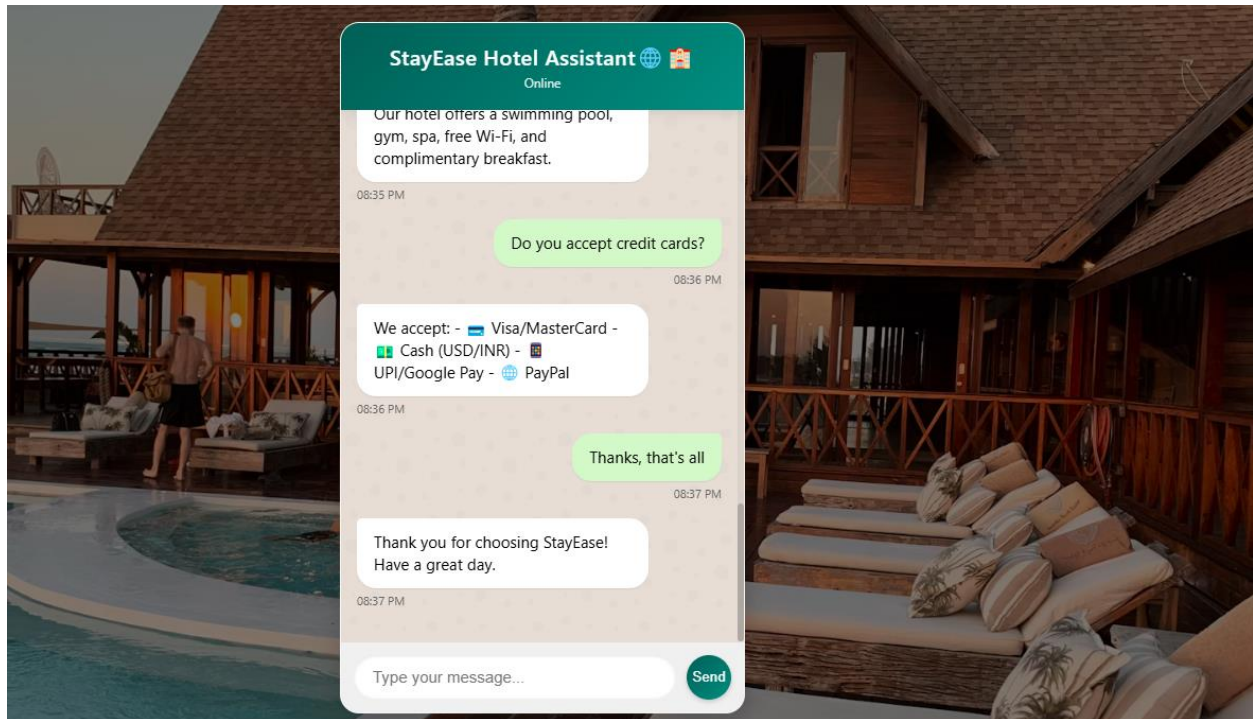 StayEase Hotel Assistant 🌐 🏨
Online
Our hotel offers a swimming pool,
gym, spa, free Wi-Fi, and
complimentary breakfast.
08:35 PM
Do you accept credit cards?
08:36 PM
We accept: - 💳 Visa/MasterCard -
💵 Cash (USD/INR) - 📱
UPI/Google Pay - 🌐 PayPal
08:36 PM
Thanks, that's all
08:37 PM
Thank you for choosing StayEase!
Have a great day.
08:37 PM
Type your message...
Send